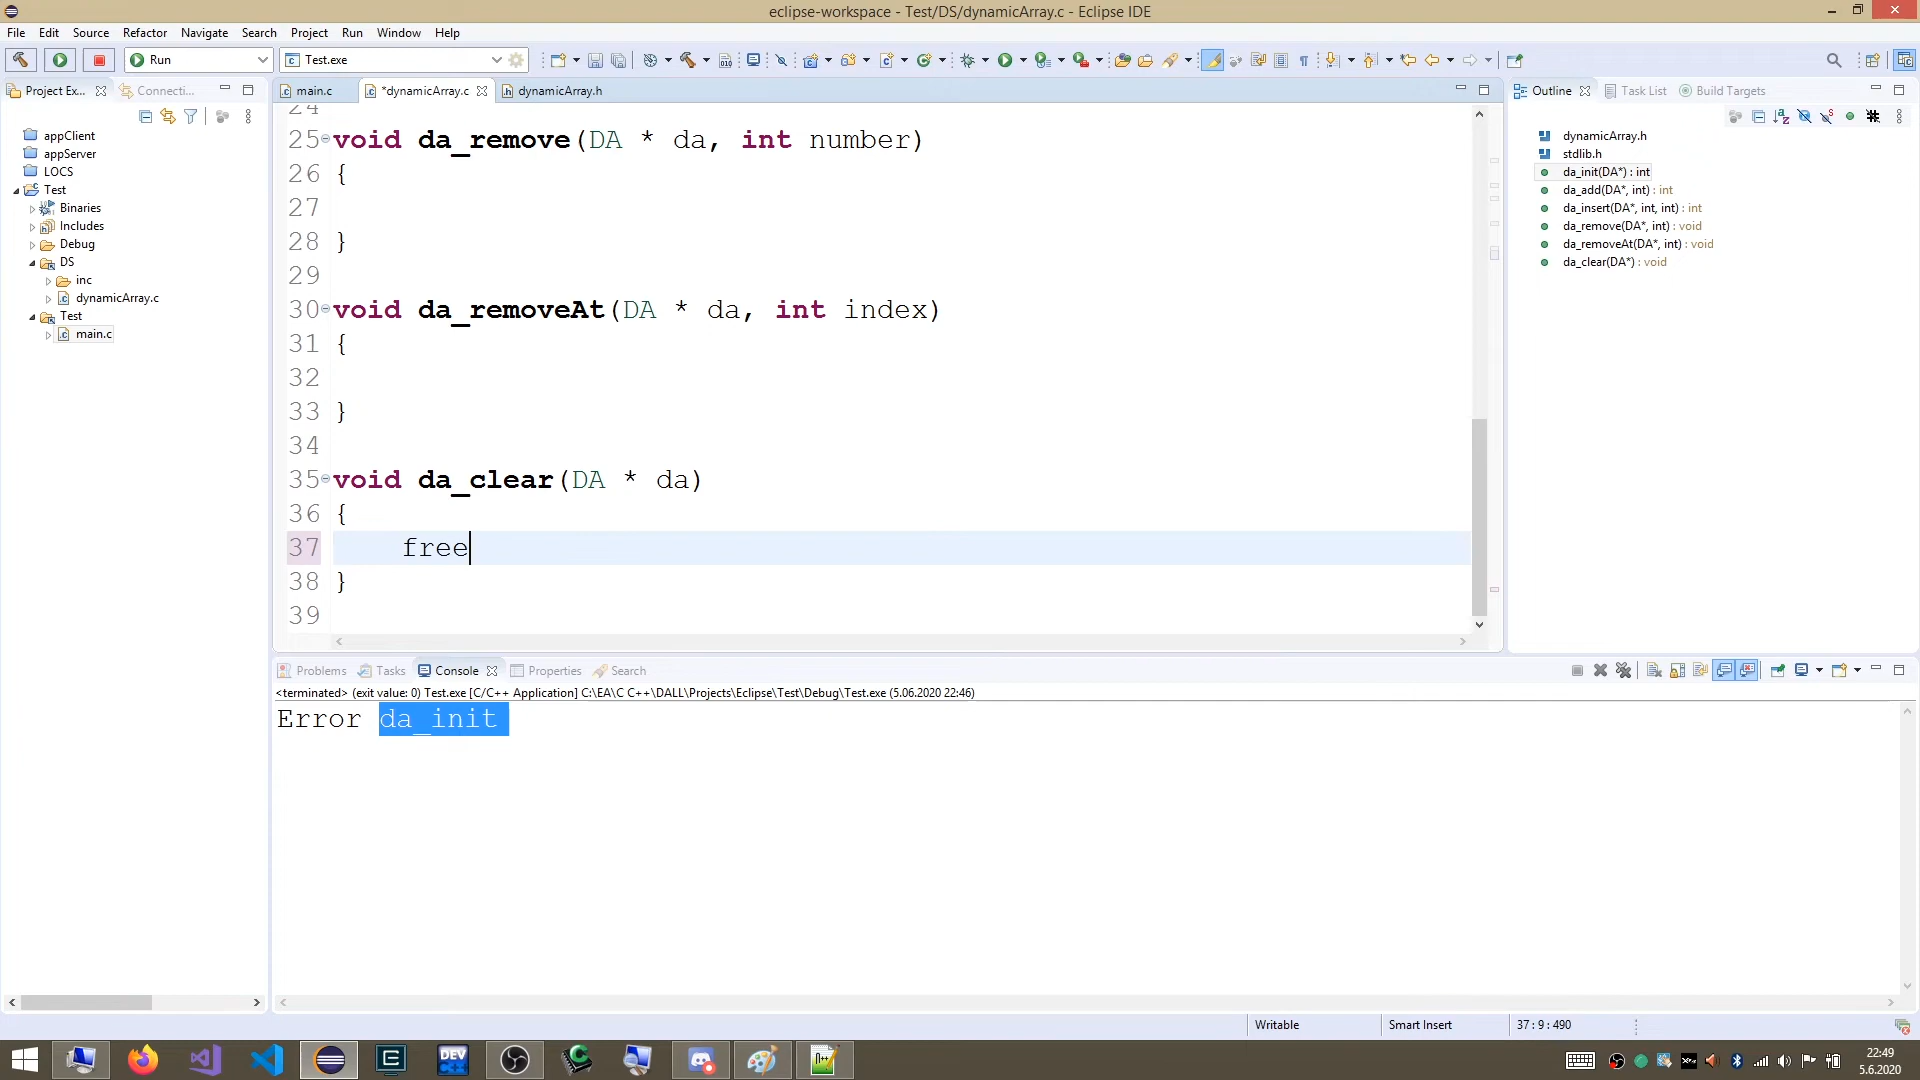 eclipse-workspace - Test/DS/dynamicArray.c - Eclipse IDE
File Edit Source Refactor Navigate Search Project Run Window Help
Run
Test.exe
Project Ex...
Connecti...
main.c
*dynamicArray.c
dynamicArray.h
Outline
Task List
Build Targets
appClient
appServer
LOCS
Test
Binaries
Includes
Debug
DS
inc
dynamicArray.c
Test
main.c
24
25 void da_remove(DA * da, int number)
26 {
27
28 }
29
30 void da_removeAt(DA * da, int index)
31 {
32
33 }
34
35 void da_clear(DA * da)
36 {
37 free
38 }
39
dynamicArray.h
stdlib.h
da_init(DA*) : int
da_add(DA*, int) : int
da_insert(DA*, int, int) : int
da_remove(DA*, int) : void
da_removeAt(DA*, int) : void
da_clear(DA*) : void
Problems
Tasks
Console
Properties
Search
<terminated> (exit value: 0) Test.exe [C/C++ Application] C:\EA\C C++\DALL\Projects\Eclipse\Test\Debug\Test.exe (5.06.2020 22:46)
Error da_init
Writable
Smart Insert
37 : 9 : 490
DEV
22:49
5.6.2020